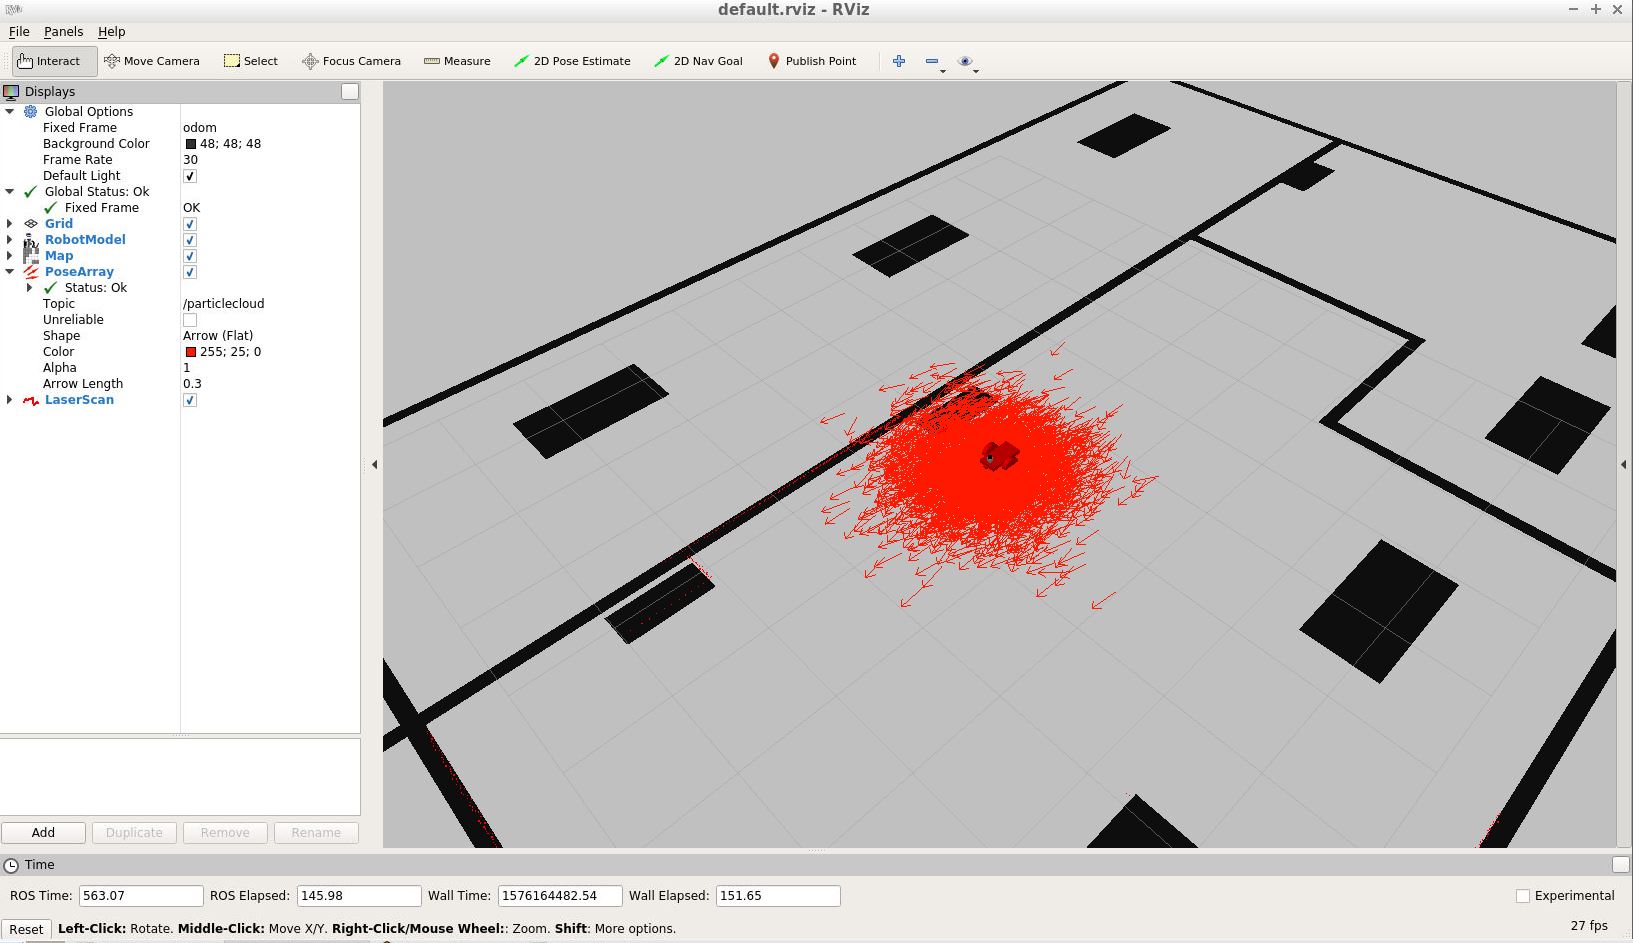 default.rviz - RViz
File Panels Help
Interact Move Camera Select Focus Camera Measure 2D Pose Estimate 2D Nav Goal Publish Point
Displays
Global Options
Fixed Frame odom
Background Color 48; 48; 48
Frame Rate 30
Default Light
Global Status: Ok
Fixed Frame OK
Grid
RobotModel
Map
PoseArray
Status: Ok
Topic /particlecloud
Unreliable
Shape Arrow (Flat)
Color 255; 25; 0
Alpha 1
Arrow Length 0.3
LaserScan
Add Duplicate Remove Rename
Time
ROS Time: 563.07 ROS Elapsed: 145.98 Wall Time: 1576164482.54 Wall Elapsed: 151.65 Experimental
Reset Left-Click: Rotate. Middle-Click: Move X/Y. Right-Click/Mouse Wheel:: Zoom. Shift: More options. 27 fps